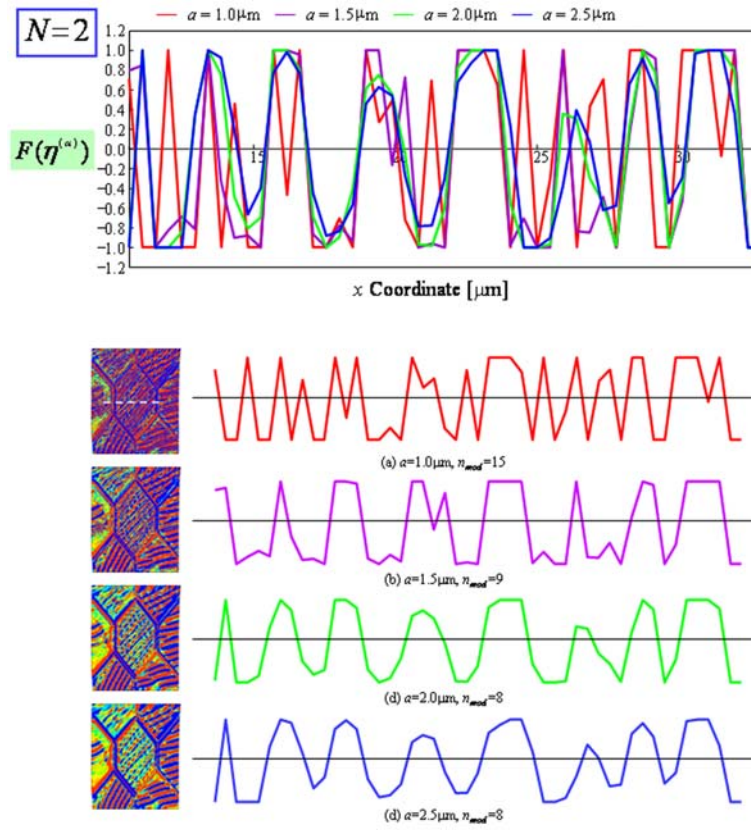 N=2
a = 1.0μm a = 1.5μm a = 2.0μm a = 2.5μm
1.2
1.0
0.8
0.6
0.4
0.2
0.0
-0.2
-0.4
-0.6
-0.8
-1.0
-1.2
F(η^(α))
15 20 25 30
x Coordinate [μm]
(a) a=1.0μm, n_mod=15
(b) a=1.5μm, n_mod=9
(d) a=2.0μm, n_mod=8
(d) a=2.5μm, n_mod=8